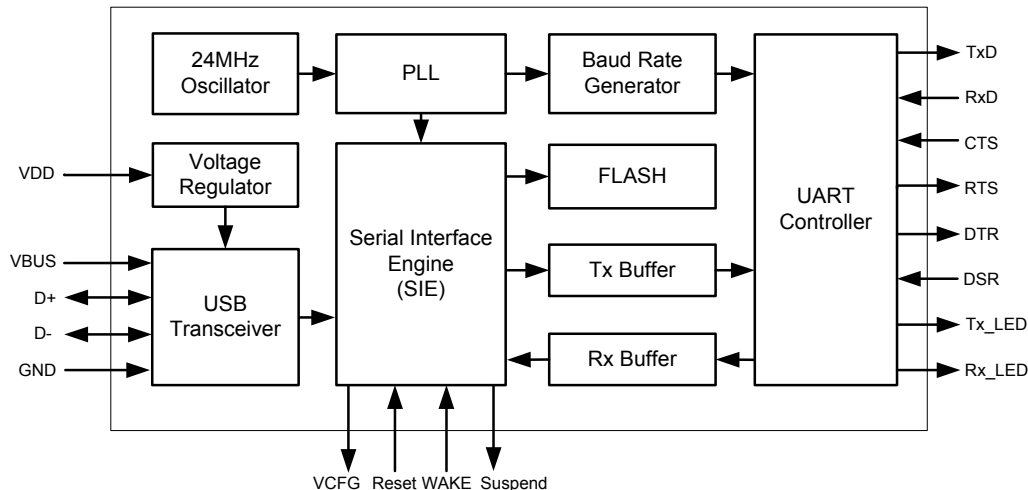 24MHz
Oscillator
PLL
Baud Rate
Generator
UART
Controller
TxD
RxD
CTS
RTS
DTR
DSR
Tx_LED
Rx_LED
VDD
Voltage
Regulator
Serial Interface
Engine
(SIE)
FLASH
VBUS
D+
D-
GND
USB
Transceiver
Tx Buffer
Rx Buffer
VCFG
Reset
WAKE
Suspend